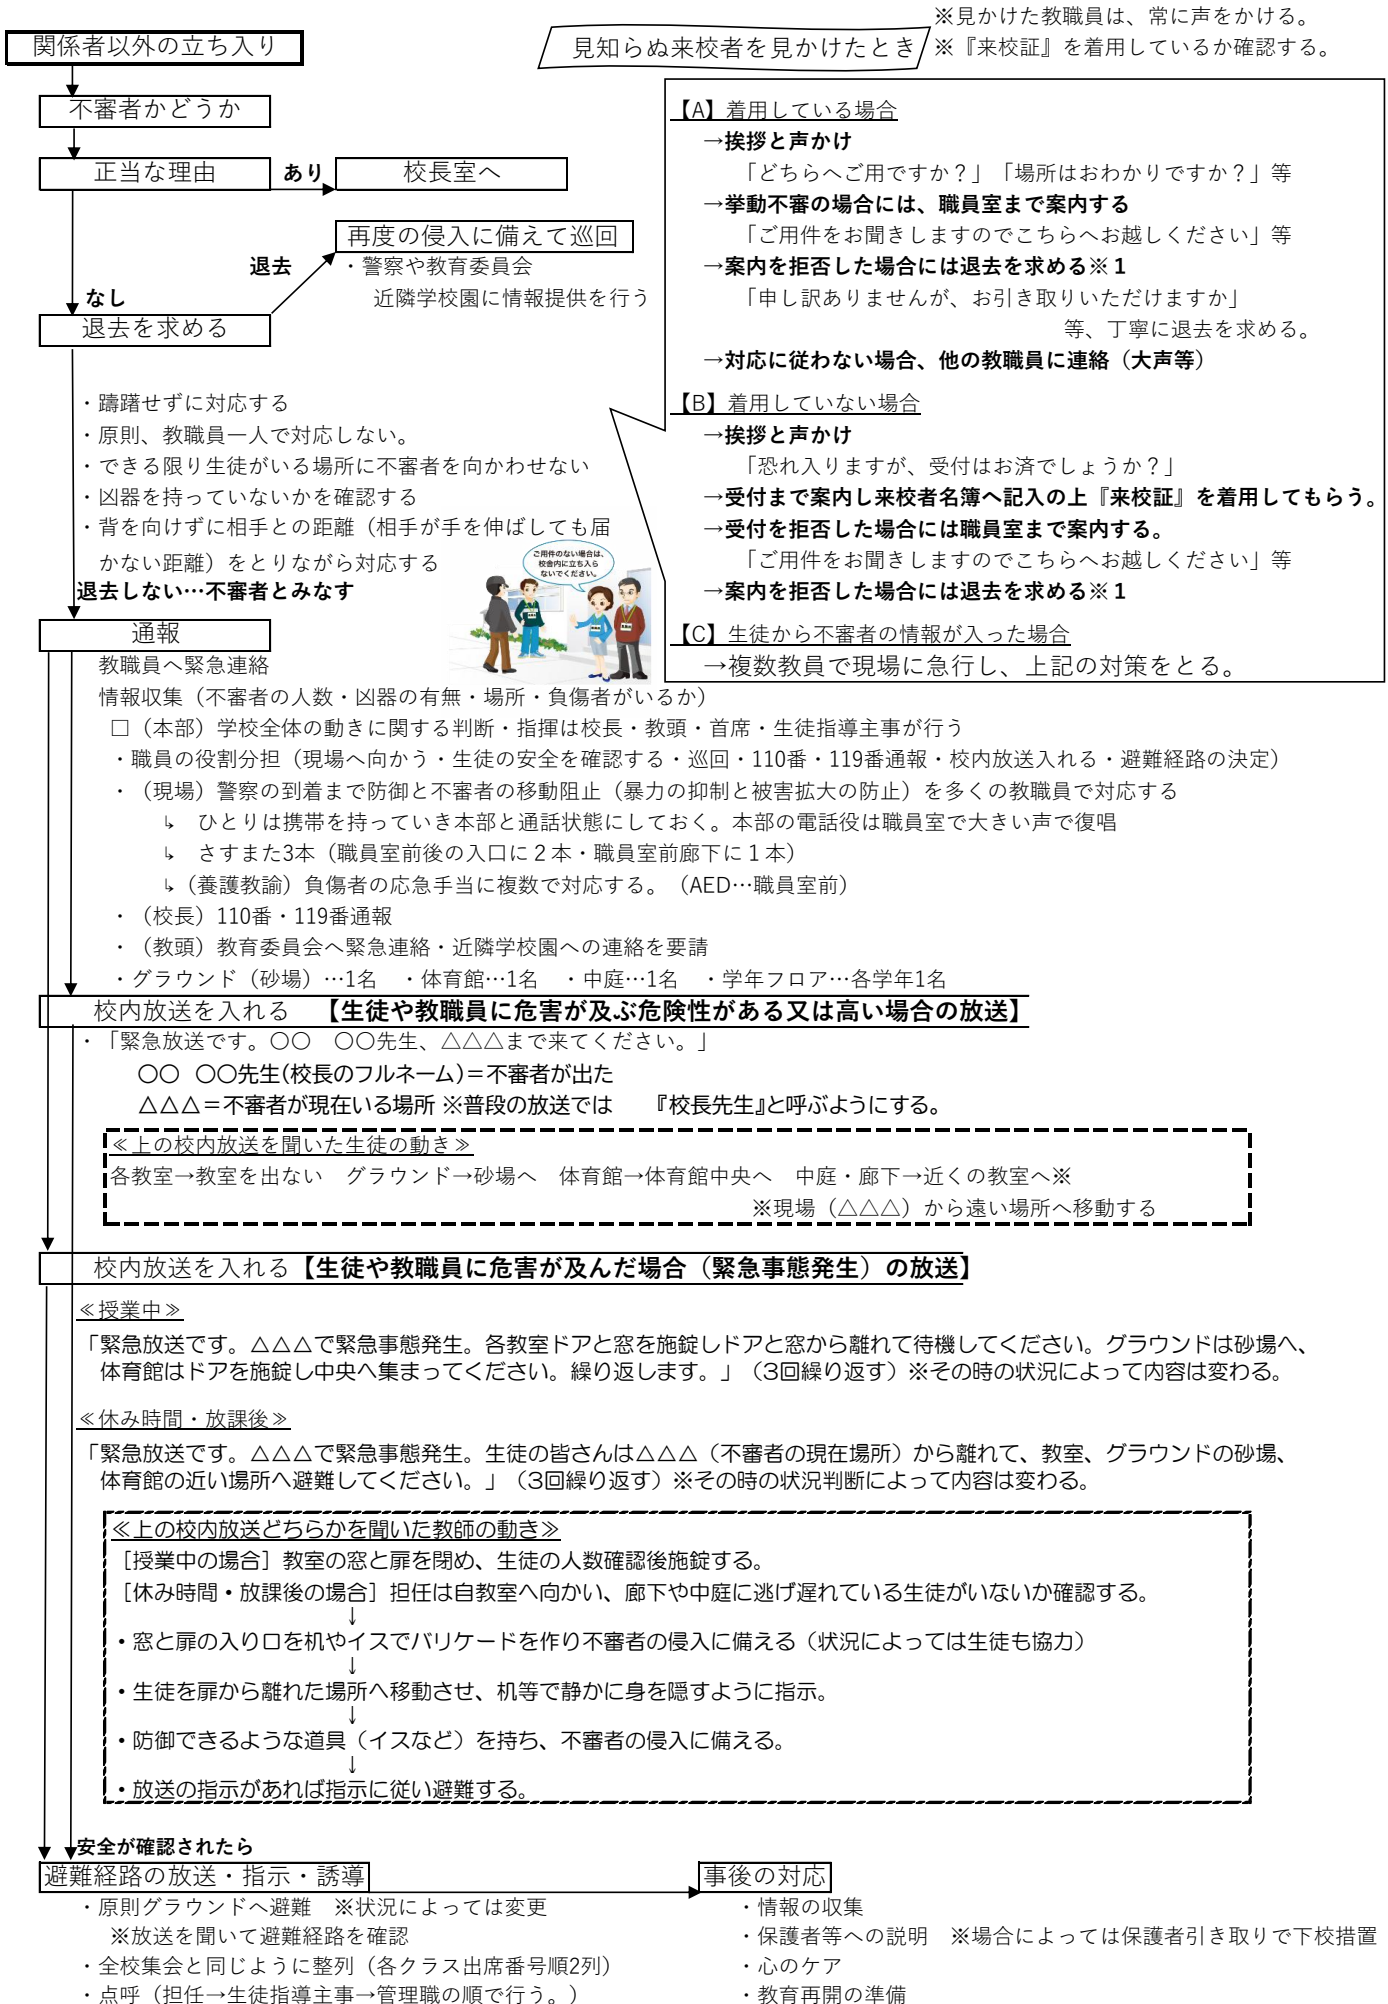 ※見かけた教職員は、常に声をかける。
関係者以外の立ち入り
見知らぬ来校者を見かけたとき
※『来校証』を着用しているか確認する。
不審者かどうか
正当な理由
あり
校長室へ
再度の侵入に備えて巡回
退去
・警察や教育委員会
近隣学校園に情報提供を行う
なし
退去を求める
・躊躇せずに対応する
・原則、教職員一人で対応しない。
・できる限り生徒がいる場所に不審者を向かわせない
・凶器を持っていないかを確認する
・背を向けずに相手との距離（相手が手を伸ばしても届
かない距離）をとりながら対応する
退去しない…不審者とみなす
ご用件のない場合は、
校舎内に立ち入ら
ないでください。
【A】着用している場合
→挨拶と声かけ
「どちらへご用ですか？」「場所はおわかりですか？」等
→挙動不審の場合には、職員室まで案内する
「ご用件をお聞きしますのでこちらへお越しください」等
→案内を拒否した場合には退去を求める※１
「申し訳ありませんが、お引き取りいただけますか」
等、丁寧に退去を求める。
→対応に従わない場合、他の教職員に連絡（大声等）
【B】着用していない場合
→挨拶と声かけ
「恐れ入りますが、受付はお済でしょうか？」
→受付まで案内し来校者名簿へ記入の上『来校証』を着用してもらう。
→受付を拒否した場合には職員室まで案内する。
「ご用件をお聞きしますのでこちらへお越しください」等
→案内を拒否した場合には退去を求める※１
【C】生徒から不審者の情報が入った場合
→複数教員で現場に急行し、上記の対策をとる。
通報
教職員へ緊急連絡
情報収集（不審者の人数・凶器の有無・場所・負傷者がいるか）
□（本部）学校全体の動きに関する判断・指揮は校長・教頭・首席・生徒指導主事が行う
・職員の役割分担（現場へ向かう・生徒の安全を確認する・巡回・110番・119番通報・校内放送入れる・避難経路の決定）
・（現場）警察の到着まで防御と不審者の移動阻止（暴力の抑制と被害拡大の防止）を多くの教職員で対応する
↳ ひとりは携帯を持っていき本部と通話状態にしておく。本部の電話役は職員室で大きい声で復唱
↳ さすまた3本（職員室前後の入口に２本・職員室前廊下に１本）
↳（養護教諭）負傷者の応急手当に複数で対応する。（AED…職員室前）
・（校長）110番・119番通報
・（教頭）教育委員会へ緊急連絡・近隣学校園への連絡を要請
・グラウンド（砂場）…1名 ・体育館…1名 ・中庭…1名 ・学年フロア…各学年1名
校内放送を入れる 【生徒や教職員に危害が及ぶ危険性がある又は高い場合の放送】
・「緊急放送です。〇〇 〇〇先生、△△△まで来てください。」
〇〇 〇〇先生(校長のフルネーム)＝不審者が出た
△△△＝不審者が現在いる場所 ※普段の放送では 『校長先生』と呼ぶようにする。
≪上の校内放送を聞いた生徒の動き≫
各教室→教室を出ない グラウンド→砂場へ 体育館→体育館中央へ 中庭・廊下→近くの教室へ※
※現場（△△△）から遠い場所へ移動する
校内放送を入れる【生徒や教職員に危害が及んだ場合（緊急事態発生）の放送】
≪授業中≫
「緊急放送です。△△△で緊急事態発生。各教室ドアと窓を施錠しドアと窓から離れて待機してください。グラウンドは砂場へ、
体育館はドアを施錠し中央へ集まってください。繰り返します。」（3回繰り返す）※その時の状況によって内容は変わる。
≪休み時間・放課後≫
「緊急放送です。△△△で緊急事態発生。生徒の皆さんは△△△（不審者の現在場所）から離れて、教室、グラウンドの砂場、
体育館の近い場所へ避難してください。」（3回繰り返す）※その時の状況判断によって内容は変わる。
≪上の校内放送どちらかを聞いた教師の動き≫
［授業中の場合］教室の窓と扉を閉め、生徒の人数確認後施錠する。
［休み時間・放課後の場合］担任は自教室へ向かい、廊下や中庭に逃げ遅れている生徒がいないか確認する。
↓
・窓と扉の入り口を机やイスでバリケードを作り不審者の侵入に備える（状況によっては生徒も協力）
↓
・生徒を扉から離れた場所へ移動させ、机等で静かに身を隠すように指示。
↓
・防御できるような道具（イスなど）を持ち、不審者の侵入に備える。
↓
・放送の指示があれば指示に従い避難する。
安全が確認されたら
避難経路の放送・指示・誘導
・原則グラウンドへ避難 ※状況によっては変更
※放送を聞いて避難経路を確認
・全校集会と同じように整列（各クラス出席番号順2列）
・点呼（担任→生徒指導主事→管理職の順で行う。）
事後の対応
・情報の収集
・保護者等への説明 ※場合によっては保護者引き取りで下校措置
・心のケア
・教育再開の準備